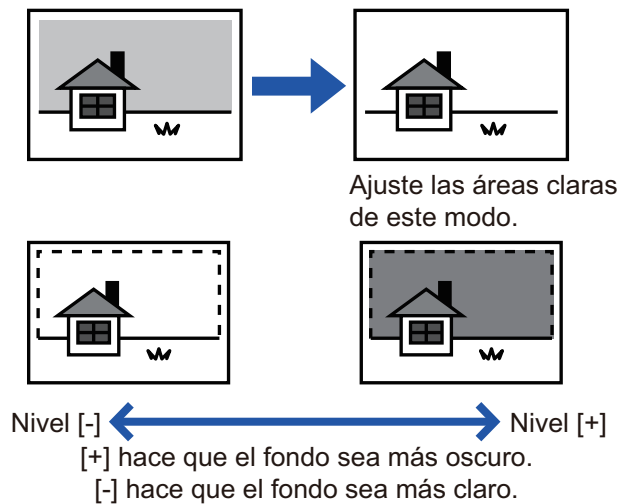 Ajuste las áreas claras
de este modo.
Nivel [-]
Nivel [+]
[+] hace que el fondo sea más oscuro.
[-] hace que el fondo sea más claro.